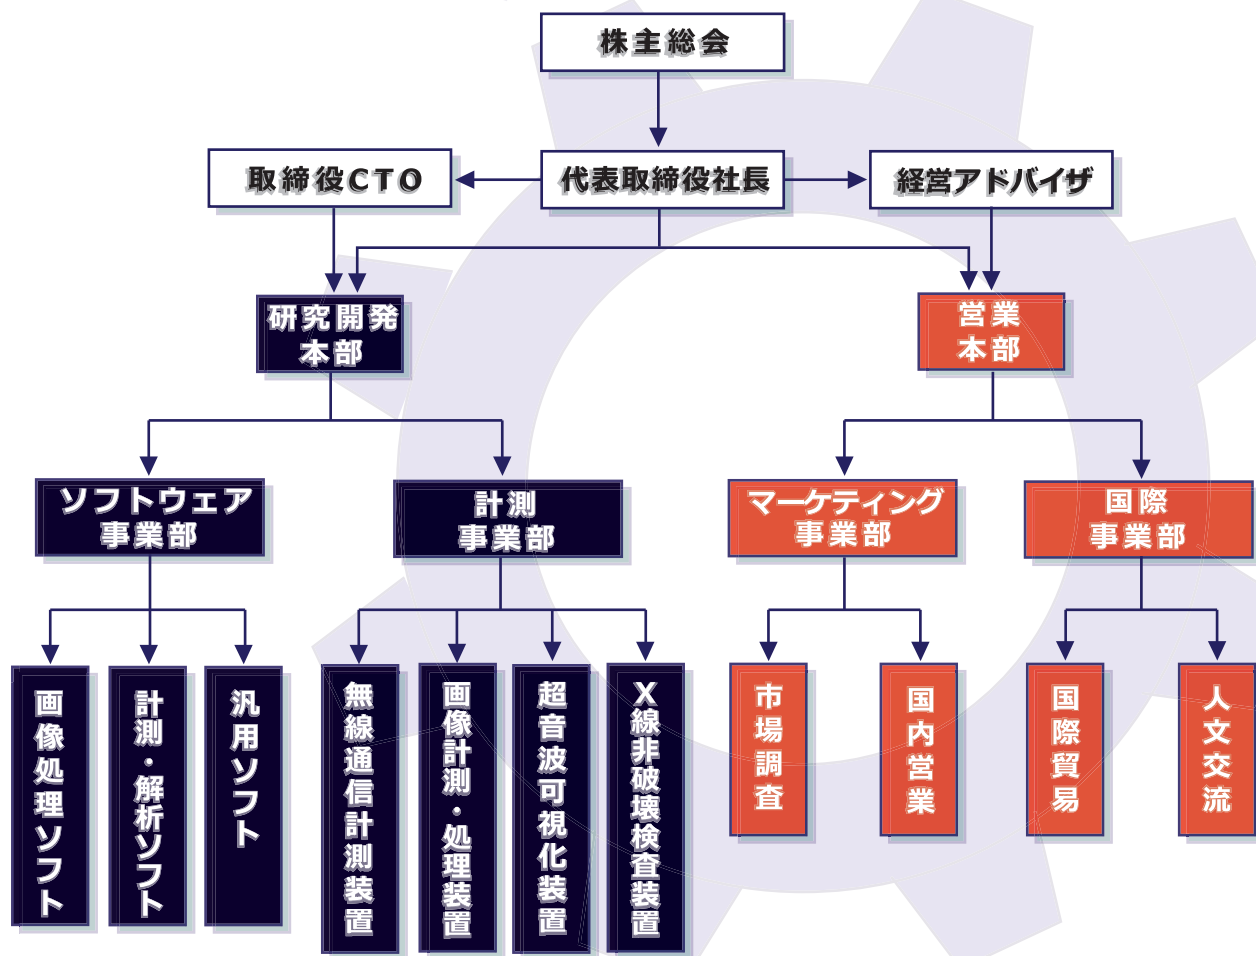 株主総会
取締役CTO
代表取締役社長
経営アドバイザ
研究開発
本部
営業
本部
ソフトウェア
事業部
計測
事業部
マーケティング
事業部
国際
事業部
画像処理ソフト
計測・解析ソフト
汎用ソフト
無線通信計測装置
画像計測・処理装置
超音波可視化装置
X線非破壊検査装置
市場調査
国内営業
国際貿易
人文交流